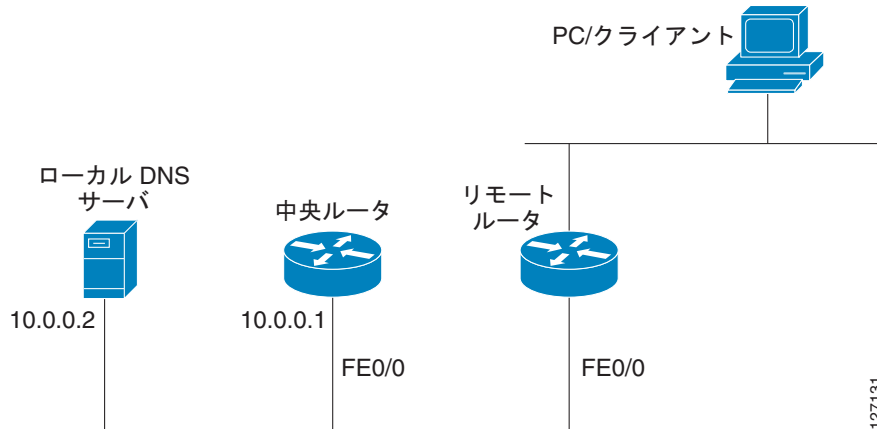 PC/クライアント
ローカル DNS
サーバ
中央ルータ
リモート
ルータ
10.0.0.2
10.0.0.1
FE0/0
FE0/0
127131